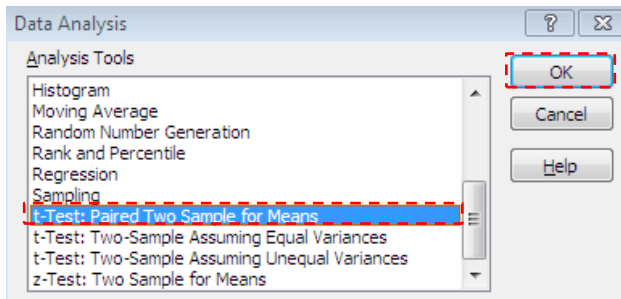 Data Analysis
?
Analysis Tools
Histogram
Moving Average
Random Number Generation
Rank and Percentile
Regression
Sampling
t-Test: Paired Two Sample for Means
t-Test: Two-Sample Assuming Equal Variances
t-Test: Two-Sample Assuming Unequal Variances
z-Test: Two Sample for Means
OK
Cancel
Help